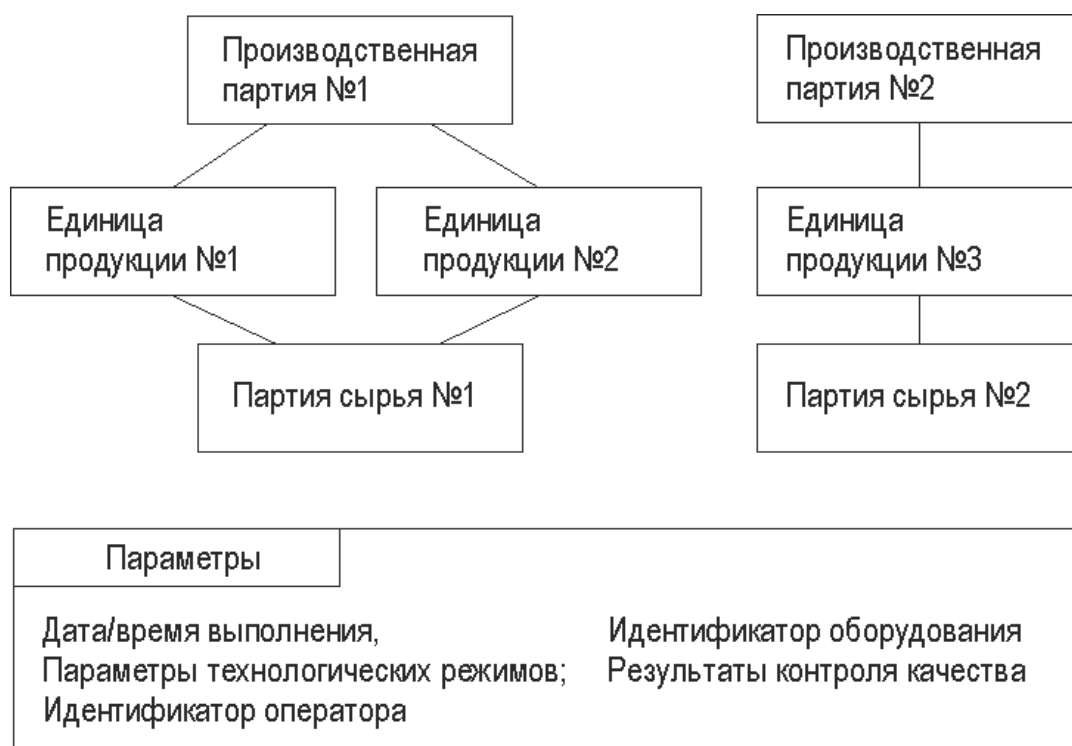 Производственная
партия №1
Производственная
партия №2
Единица
продукции №1
Единица
продукции №2
Единица
продукции №3
Партия сырья №1
Партия сырья №2
Параметры
Дата/время выполнения,
Параметры технологических режимов;
Идентификатор оператора
Идентификатор оборудования
Результаты контроля качества